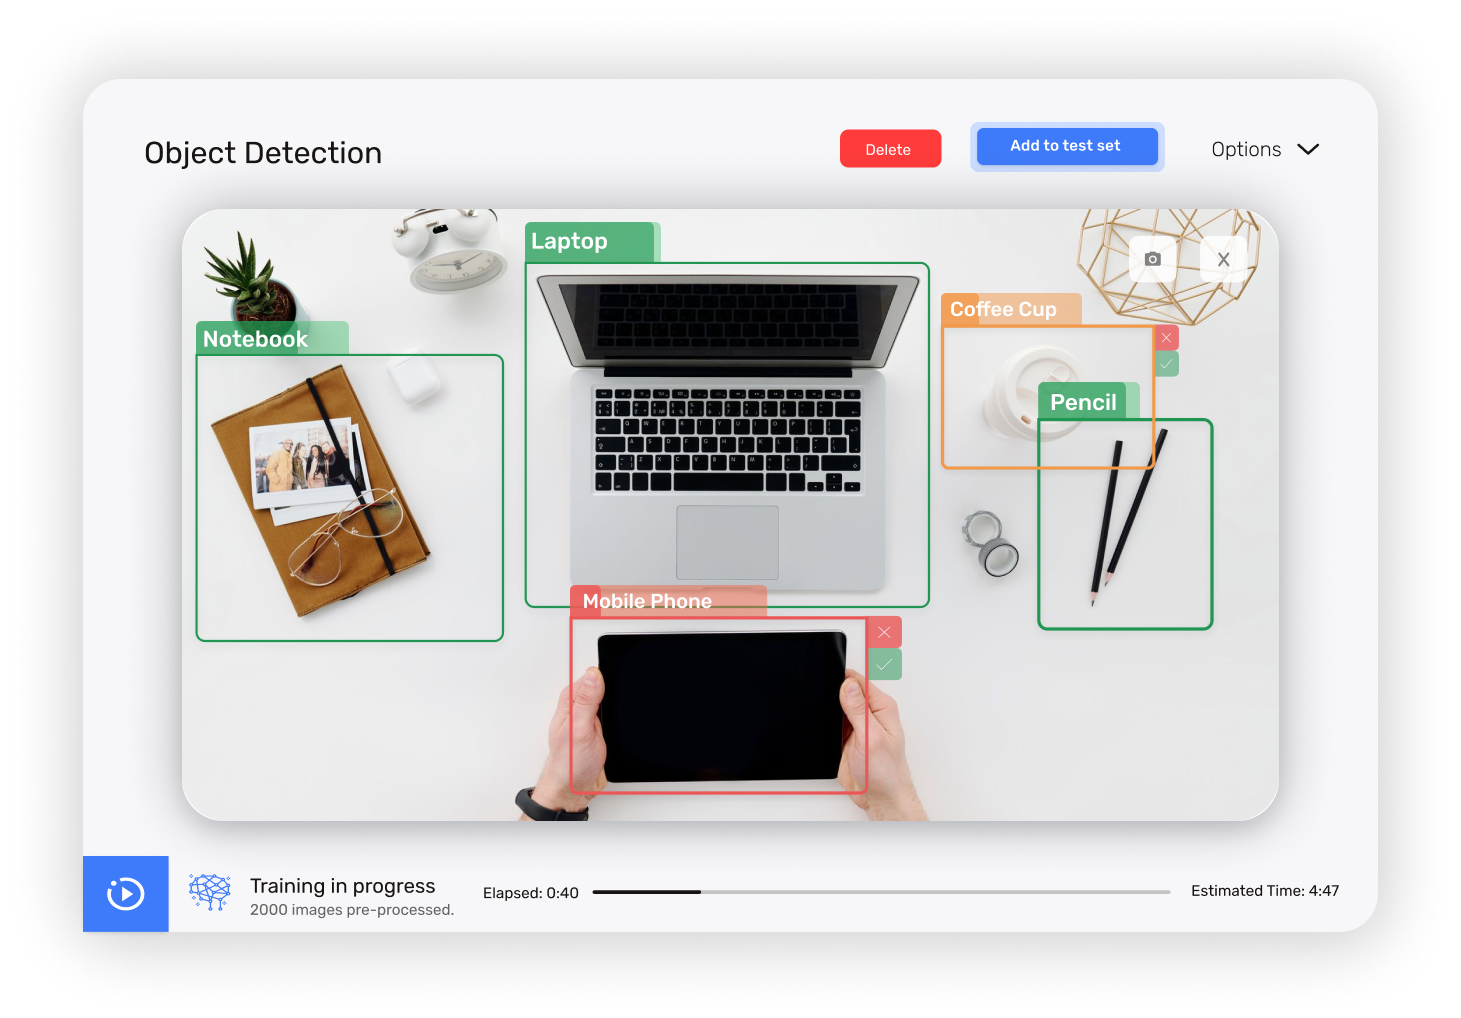 Object Detection
Delete
Add to test set
Options
Laptop
X
Coffee Cup
Notebook
Pencil
Mobile Phone
Training in progress
2000 images pre-processed.
Elapsed: 0:40
Estimated Time: 4:47